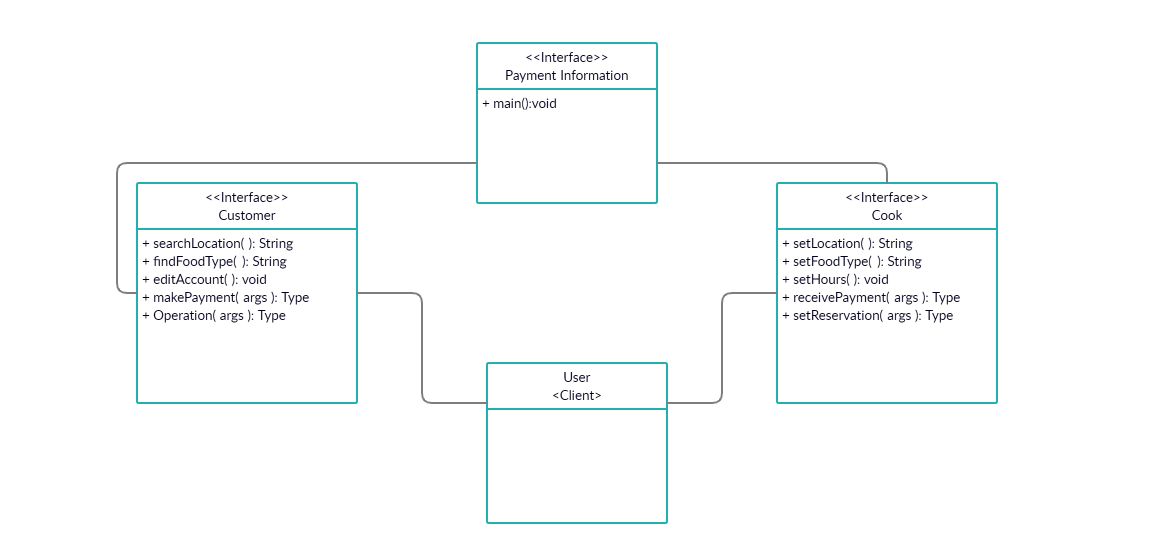 <<Interface>>
Payment Information
+ main():void
<<Interface>>
Customer
+ searchLocation( ): String
+ findFoodType( ): String
+ editAccount( ): void
+ makePayment( args ): Type
+ Operation( args ): Type
<<Interface>>
Cook
+ setLocation( ): String
+ setFoodType( ): String
+ setHours( ): void
+ receivePayment( args ): Type
+ setReservation( args ): Type
User
<Client>